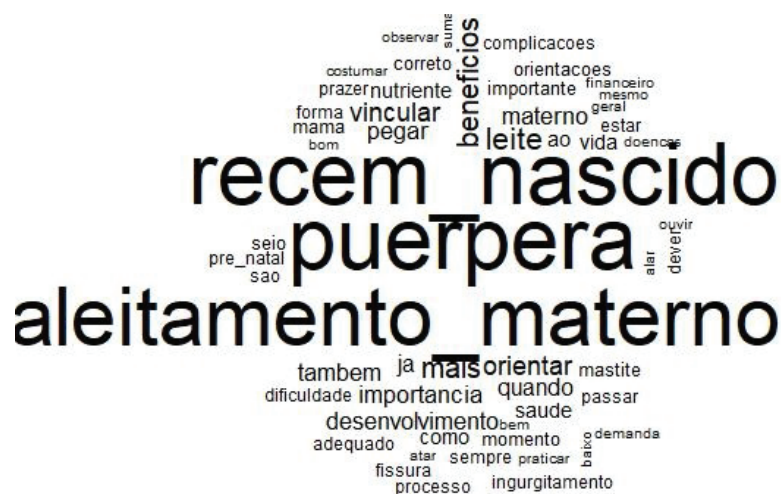 observar suma
beneficios complicacoes
costumar correto orientacoes
prazer nutriente importante financeiro
mesmo
forma vincular materno geral
mama pegar estar
bom leite ao vida doencas
recem_nascido
puerpera
seio ouvir
pre_natal alar dever
sao
aleitamento_materno
tambem ja mais orientar mastite
dificuldade importancia quando passar
saude
desenvolvimento bem
adequado como momento baixo demanda
atar sempre praticar
fissura
processo ingurgitamento